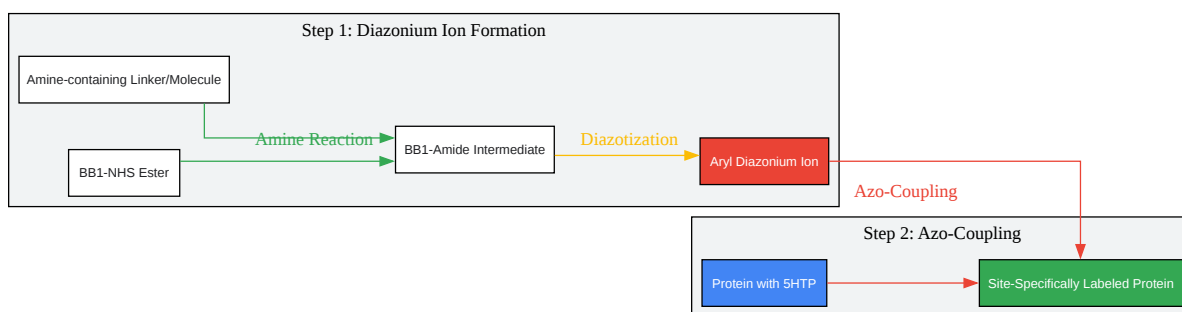 Step 1: Diazonium Ion Formation
Amine-containing Linker/Molecule
Amine Reaction
BB1-NHS Ester
BB1-Amide Intermediate
Diazotization
Aryl Diazonium Ion
Azo-Coupling
Step 2: Azo-Coupling
Protein with 5HTP
Site-Specifically Labeled Protein